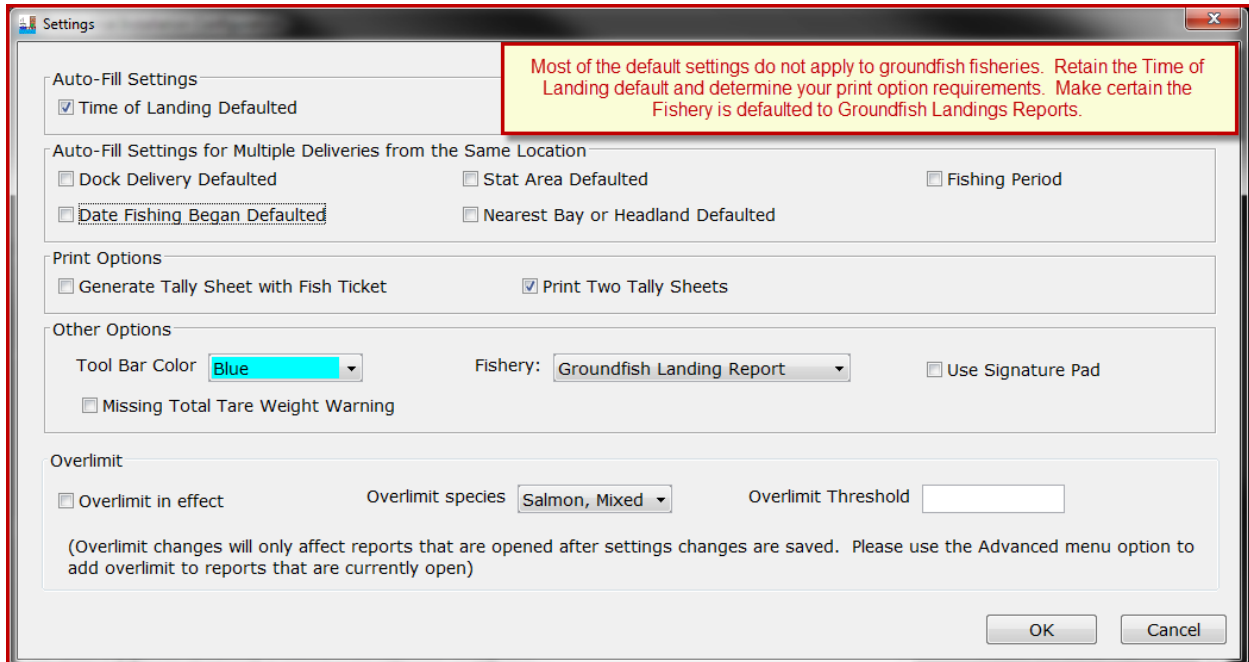 Settings
Most of the default settings do not apply to groundfish fisheries.  Retain the Time of
Landing default and determine your print option requirements.  Make certain the
Fishery is defaulted to Groundfish Landings Reports.
Auto-Fill Settings
Time of Landing Defaulted
Auto-Fill Settings for Multiple Deliveries from the Same Location
Dock Delivery Defaulted Stat Area Defaulted Fishing Period
Date Fishing Began Defaulted Nearest Bay or Headland Defaulted
Print Options
Generate Tally Sheet with Fish Ticket Print Two Tally Sheets
Other Options
Tool Bar Color Blue Fishery: Groundfish Landing Report Use Signature Pad
Missing Total Tare Weight Warning
Overlimit
Overlimit in effect Overlimit species Salmon, Mixed Overlimit Threshold
(Overlimit changes will only affect reports that are opened after settings changes are saved.  Please use the Advanced menu option to
add overlimit to reports that are currently open)
OK Cancel